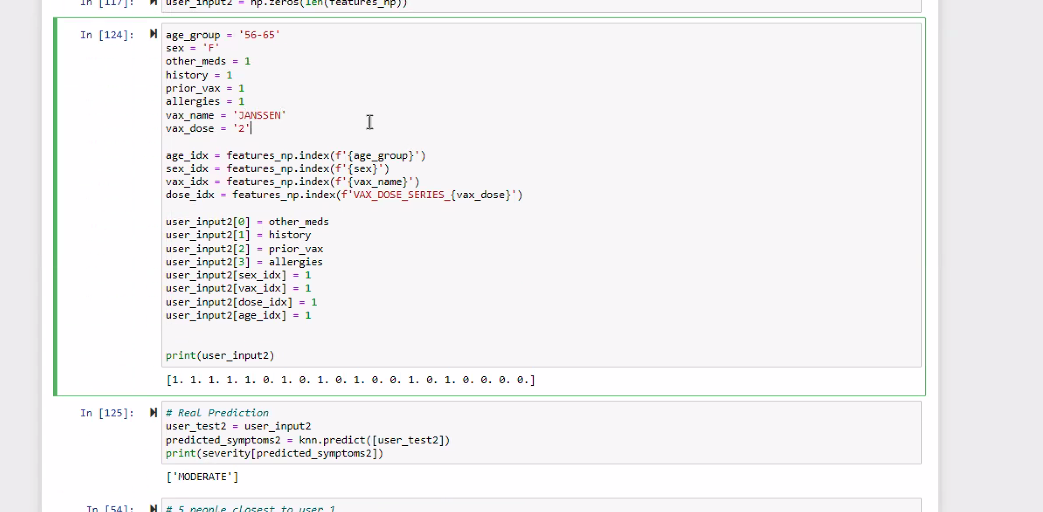 In [117]: user_input2 = np.zeros(len(features_np))
In [124]: age_group = '56-65'
sex = 'F'
other_meds = 1
history = 1
prior_vax = 1
allergies = 1
vax_name = 'JANSSEN'
vax_dose = '2'
age_idx = features_np.index(f'{age_group}')
sex_idx = features_np.index(f'{sex}')
vax_idx = features_np.index(f'{vax_name}')
dose_idx = features_np.index(f'VAX_DOSE_SERIES_{vax_dose}')
user_input2[0] = other_meds
user_input2[1] = history
user_input2[2] = prior_vax
user_input2[3] = allergies
user_input2[sex_idx] = 1
user_input2[vax_idx] = 1
user_input2[dose_idx] = 1
user_input2[age_idx] = 1
print(user_input2)
[1. 1. 1. 1. 1. 0. 1. 0. 1. 0. 1. 0. 0. 1. 0. 1. 0. 0. 0. 0.]
In [125]: # Real Prediction
user_test2 = user_input2
predicted_symptoms2 = knn.predict([user_test2])
print(severity[predicted_symptoms2])
['MODERATE']
In [54]: # 5 people closest to user 1